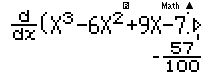 Math ▲
d/dx(X³-6X²+9X-7.▶
-57/100